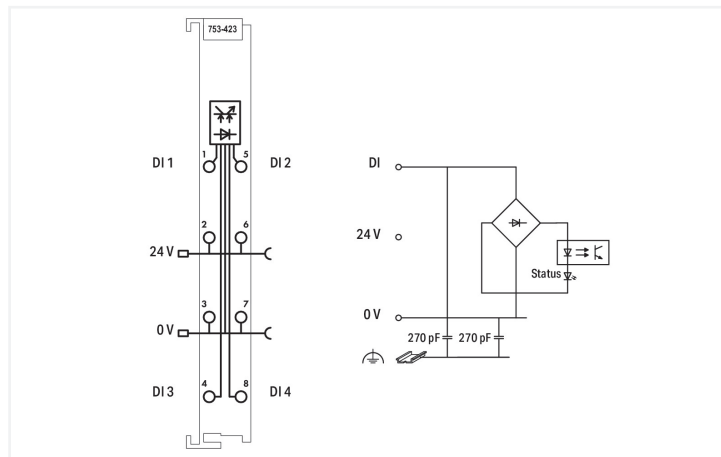 753-423
1 5
DI 1 DI 2
2 6
24 V
3 7
0 V
4 8
DI 3 DI 4
DI
24 V
Status
0 V
270 pF 270 pF